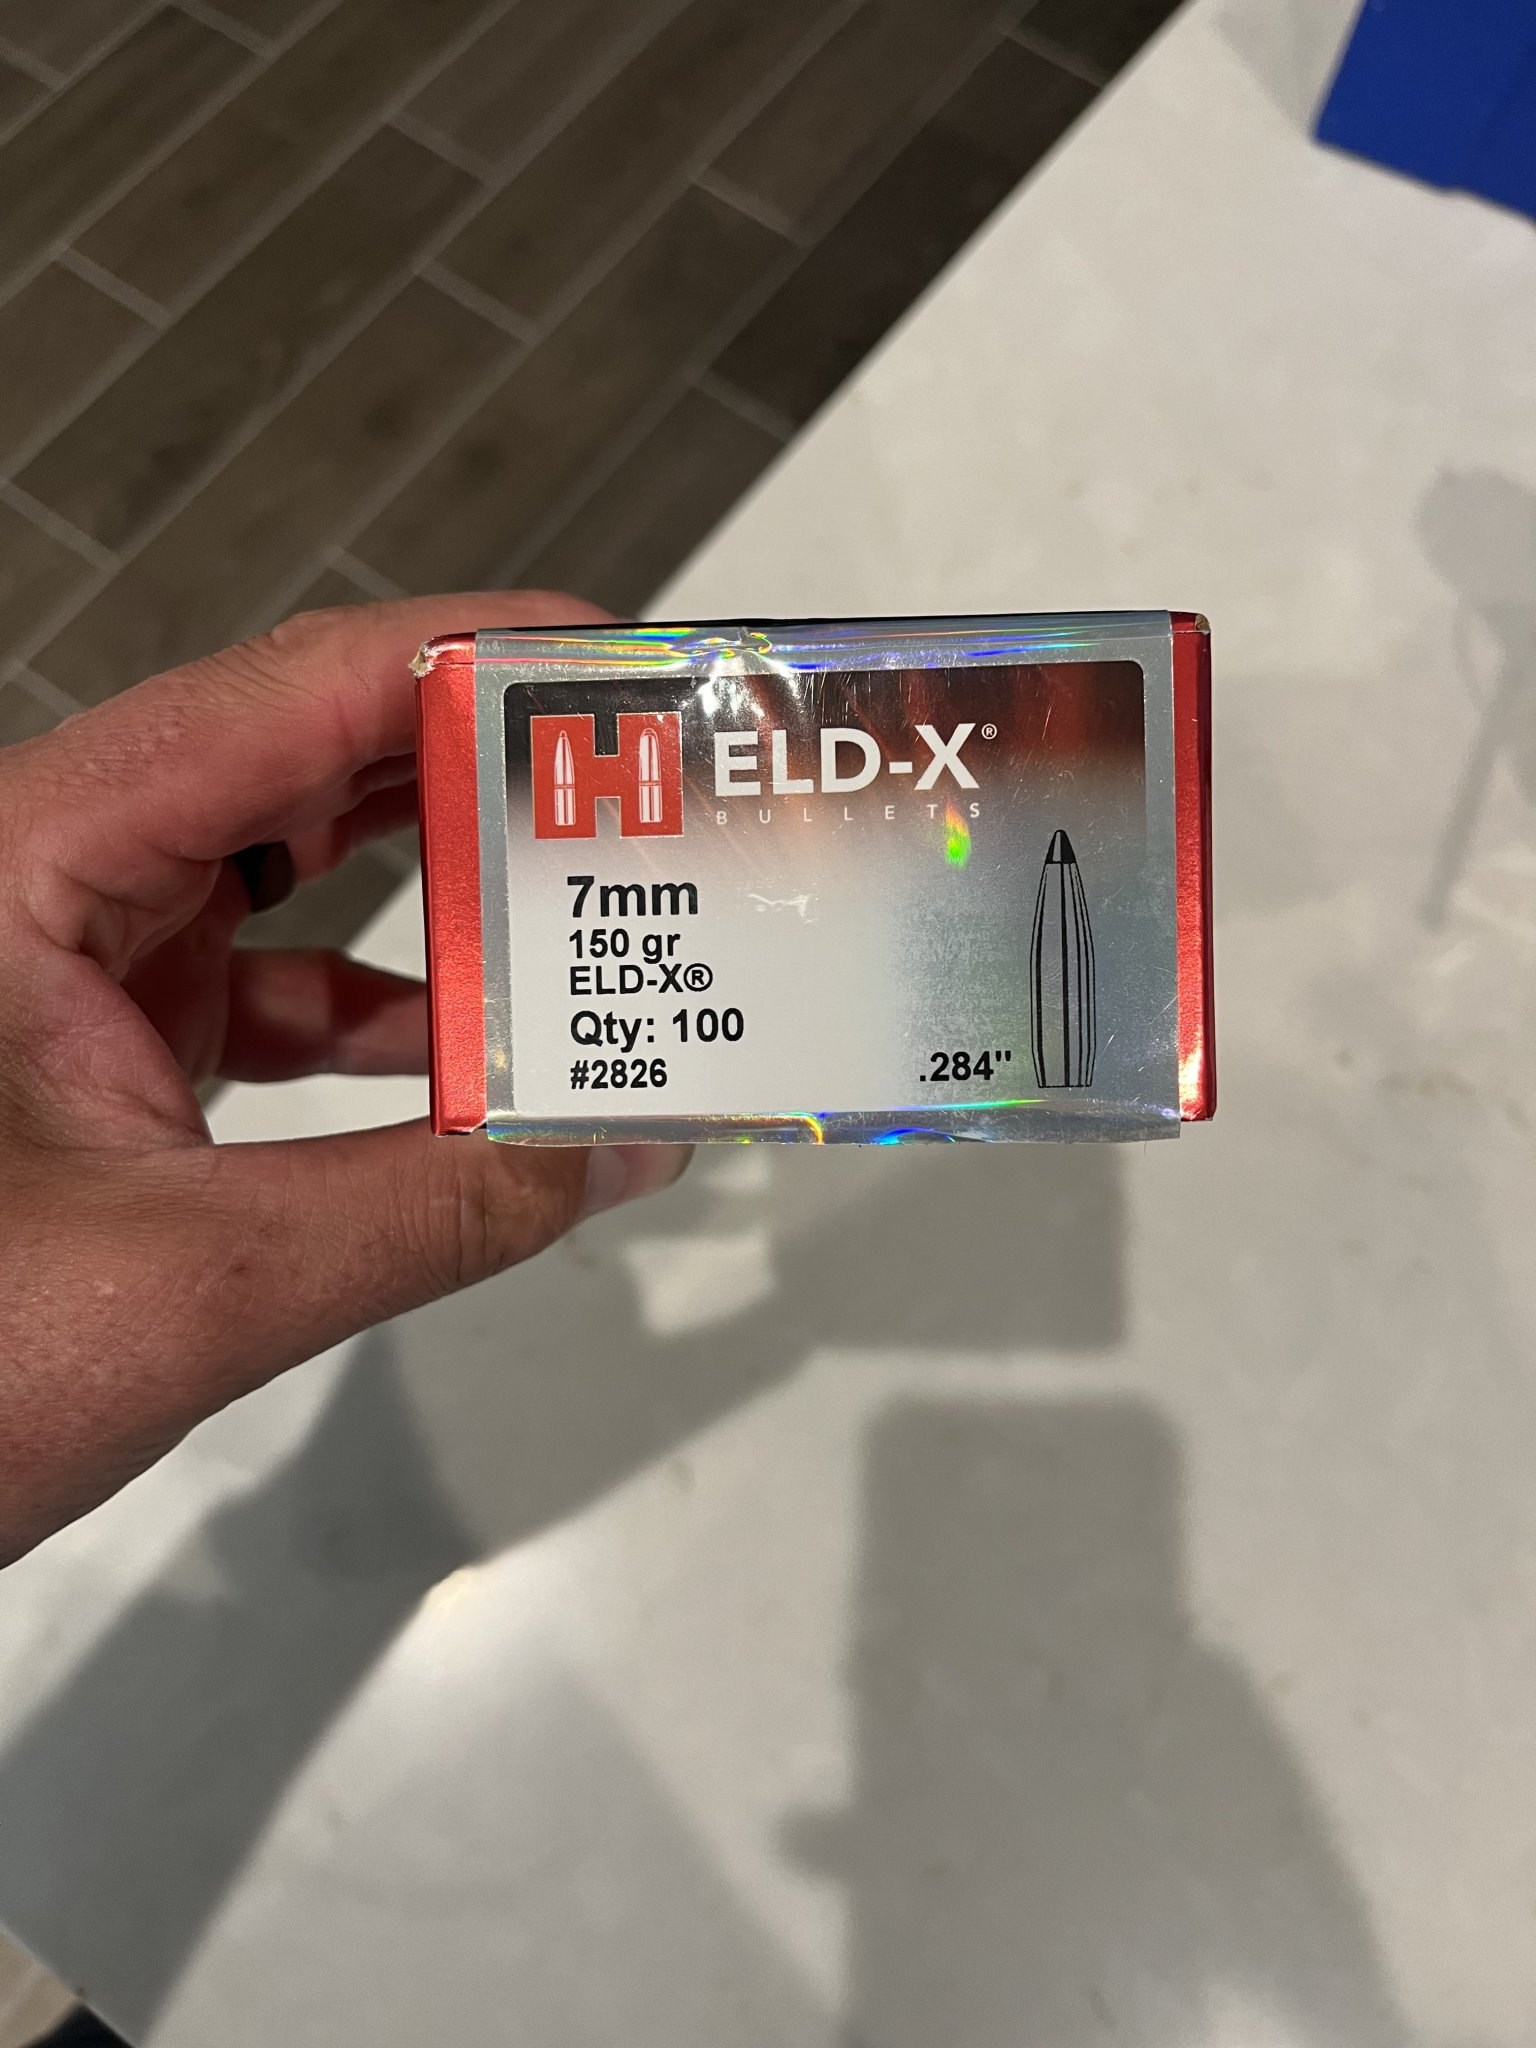 H ELD-X®
BULLETS
7mm
150 gr
ELD-X®
Qty: 100
#2826
.284"